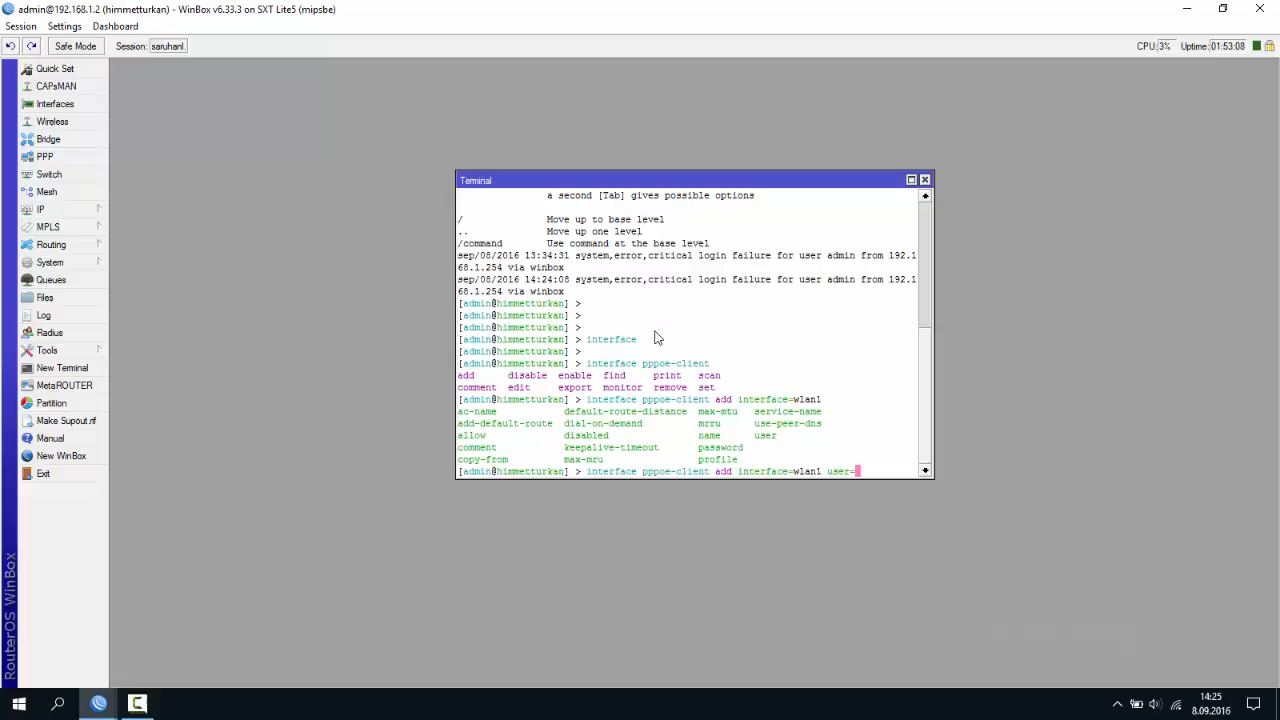 admin@192.168.1.2 (himmetturkan) - WinBox v6.33.3 on SXT Lite5 (mipsbe)
Session Settings Dashboard
Safe Mode Session: saruhanl CPU:3% Uptime:01:53:08
Quick Set
CAPsMAN
Interfaces
Wireless
Bridge
PPP
Switch
Mesh
IP
MPLS
Routing
System
Queues
Files
Log
Radius
Tools
New Terminal
MetaROUTER
Partition
Make Supout.rif
Manual
New WinBox
Exit
RouterOS WinBox
Terminal
a second [Tab] gives possible options
/ Move up to base level
.. Move up one level
/command Use command at the base level
sep/08/2016 13:34:31 system,error,critical login failure for user admin from 192.1
68.1.254 via winbox
sep/08/2016 14:24:08 system,error,critical login failure for user admin from 192.1
68.1.254 via winbox
[admin@himmetturkan] >
[admin@himmetturkan] >
[admin@himmetturkan] >
[admin@himmetturkan] > interface
[admin@himmetturkan] >
[admin@himmetturkan] > interface pppoe-client
add disable enable find print scan
comment edit export monitor remove set
[admin@himmetturkan] > interface pppoe-client add interface=wlan1
ac-name default-route-distance max-mtu service-name
add-default-route dial-on-demand mrru use-peer-dns
allow disabled name user
comment keepalive-timeout password
copy-from max-mru profile
[admin@himmetturkan] > interface pppoe-client add interface=wlan1 user=
14:25
8.09.2016